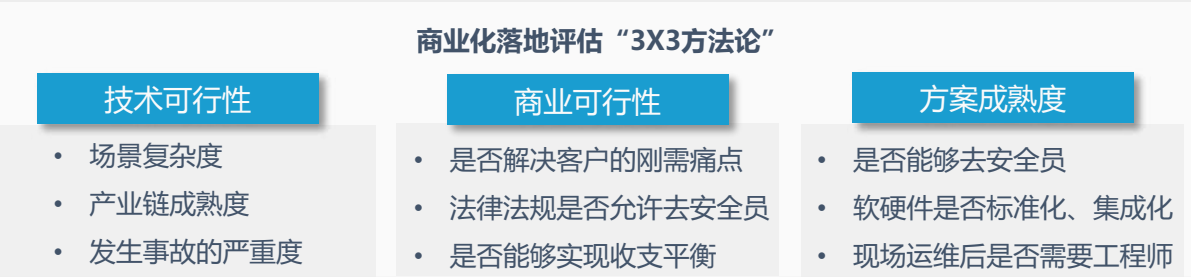 商业化落地评估“3X3方法论”
技术可行性
• 场景复杂度
• 产业链成熟度
• 发生事故的严重度
商业可行性
• 是否解决客户的刚需痛点
• 法律法规是否允许去安全员
• 是否能够实现收支平衡
方案成熟度
• 是否能够去安全员
• 软硬件是否标准化、集成化
• 现场运维后是否需要工程师